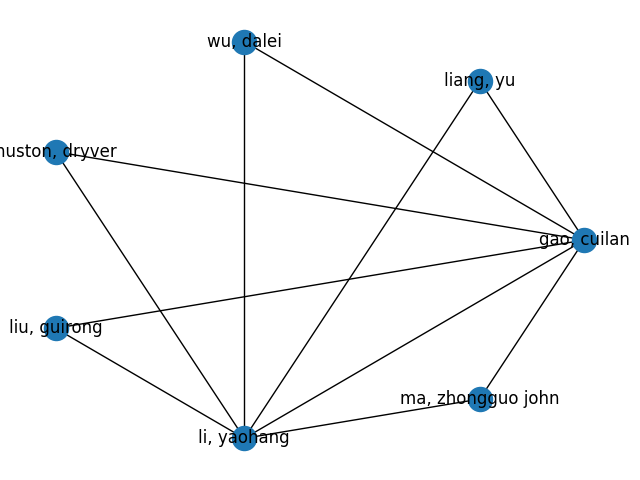 wu, dalei
liang, yu
huston, dryver
gao, cuilan
liu, guirong
ma, zhongguo john
li, yaohang